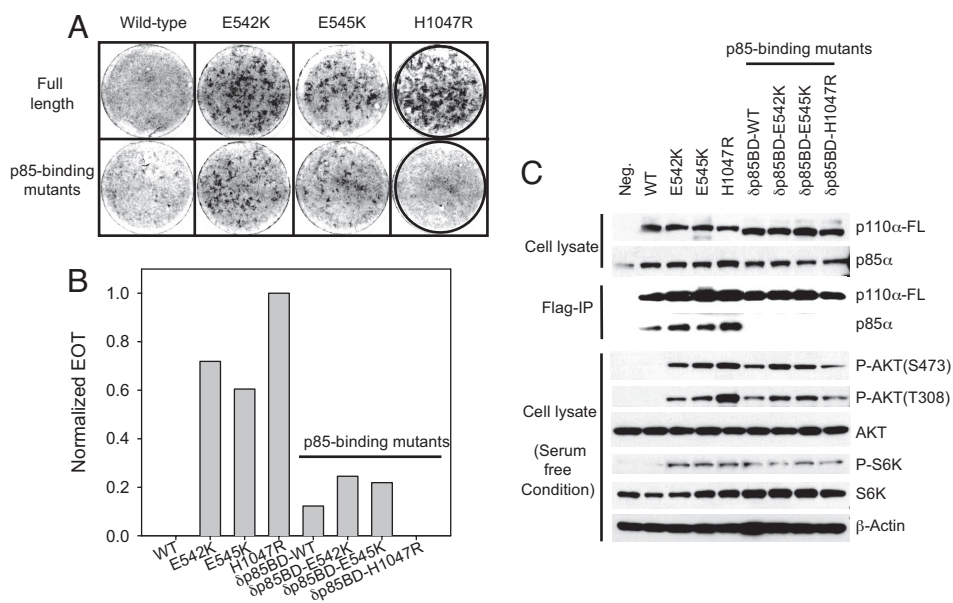 A
Wild-type E542K E545K H1047R
Full
length
p85-binding
mutants
B
Normalized EOT
1.0
0.8
0.6
0.4
0.2
0.0
p85-binding mutants
WT
E542K
E545K
H1047R
δp85BD-WT
δp85BD-E542K
δp85BD-E545K
δp85BD-H1047R
C
p85-binding mutants
Neg.
WT
E542K
E545K
H1047R
δp85BD-WT
δp85BD-E542K
δp85BD-E545K
δp85BD-H1047R
Cell lysate
p110α-FL
p85α
Flag-IP
p110α-FL
p85α
Cell lysate
(Serum
free
Condition)
P-AKT(S473)
P-AKT(T308)
AKT
P-S6K
S6K
β-Actin